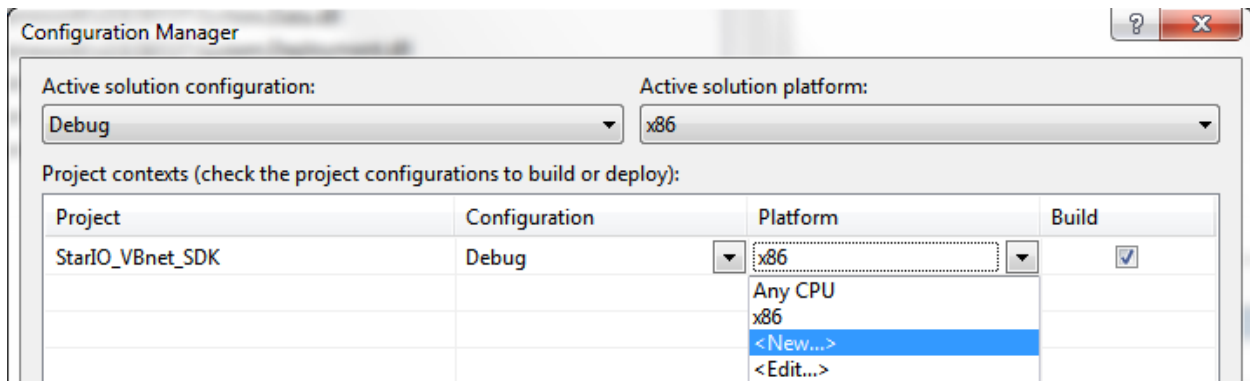 Configuration Manager
Active solution configuration: Active solution platform:
Debug x86
Project contexts (check the project configurations to build or deploy):
Project Configuration Platform Build
StarIO_VBnet_SDK Debug x86
Any CPU
x86
<New...>
<Edit...>